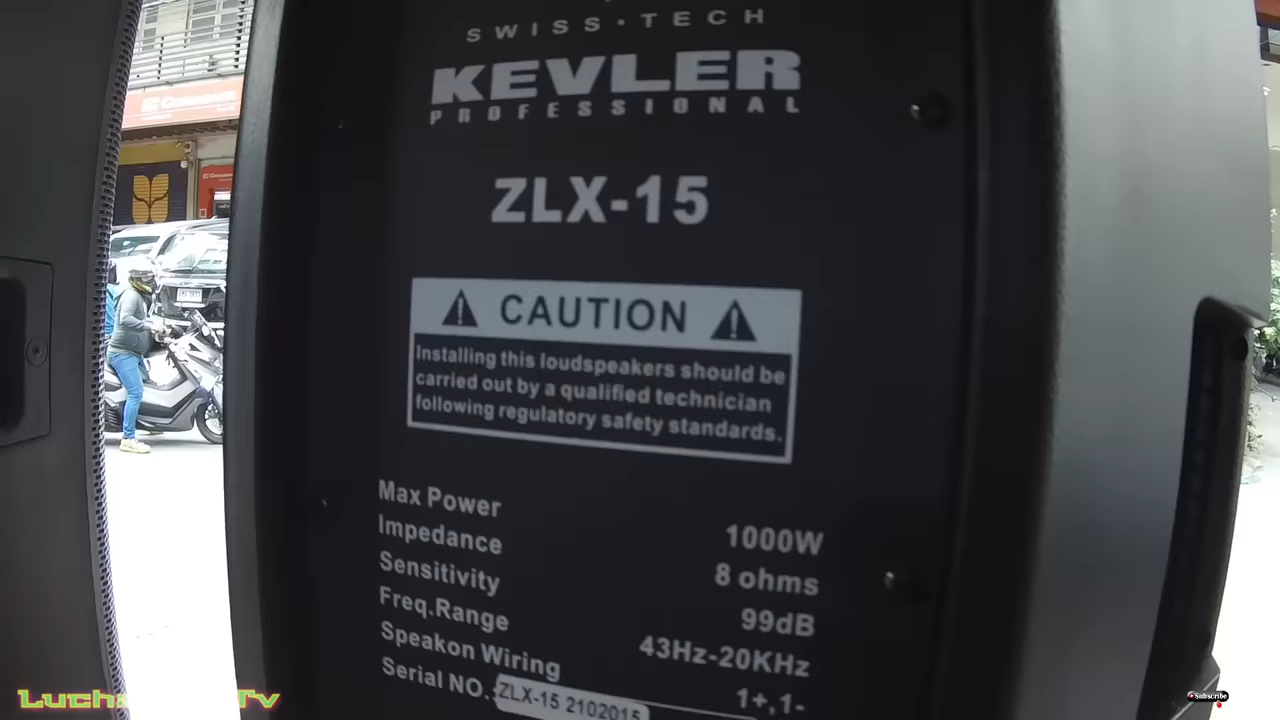 SWISS·TECH
KEVLER
PROFESSIONAL
ZLX-15
CAUTION
Installing this loudspeakers should be
carried out by a qualified technician
following regulatory safety standards.
Max Power 1000W
Impedance 8 ohms
Sensitivity 99dB
Freq.Range 43Hz-20KHz
Speakon Wiring 1+,1-
Serial NO.: ZLX-15 2102015
Tv
Subscribe